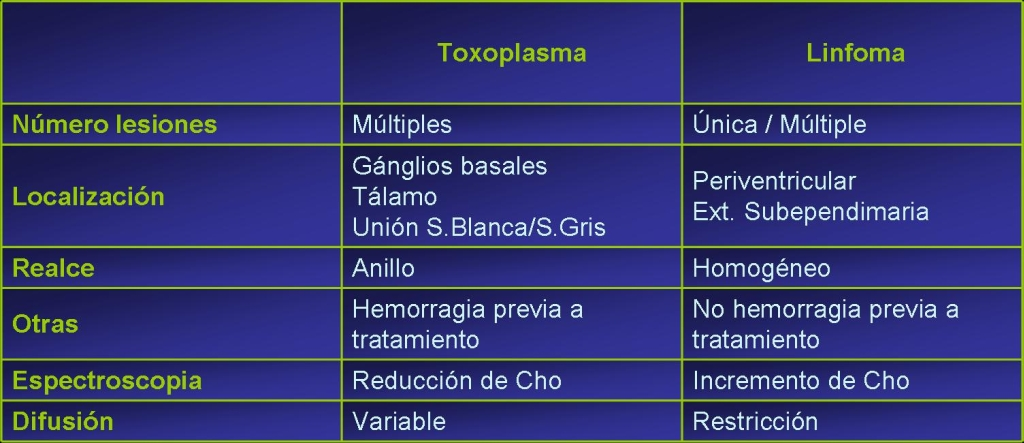 Toxoplasma Linfoma
Número lesiones Múltiples Única / Múltiple
Localización
Gánglios basales
Tálamo
Unión S.Blanca/S.Gris
Periventricular
Ext. Subependimaria
Realce Anillo Homogéneo
Otras
Hemorragia previa a
tratamiento
No hemorragia previa a
tratamiento
Espectroscopia Reducción de Cho Incremento de Cho
Difusión Variable Restricción